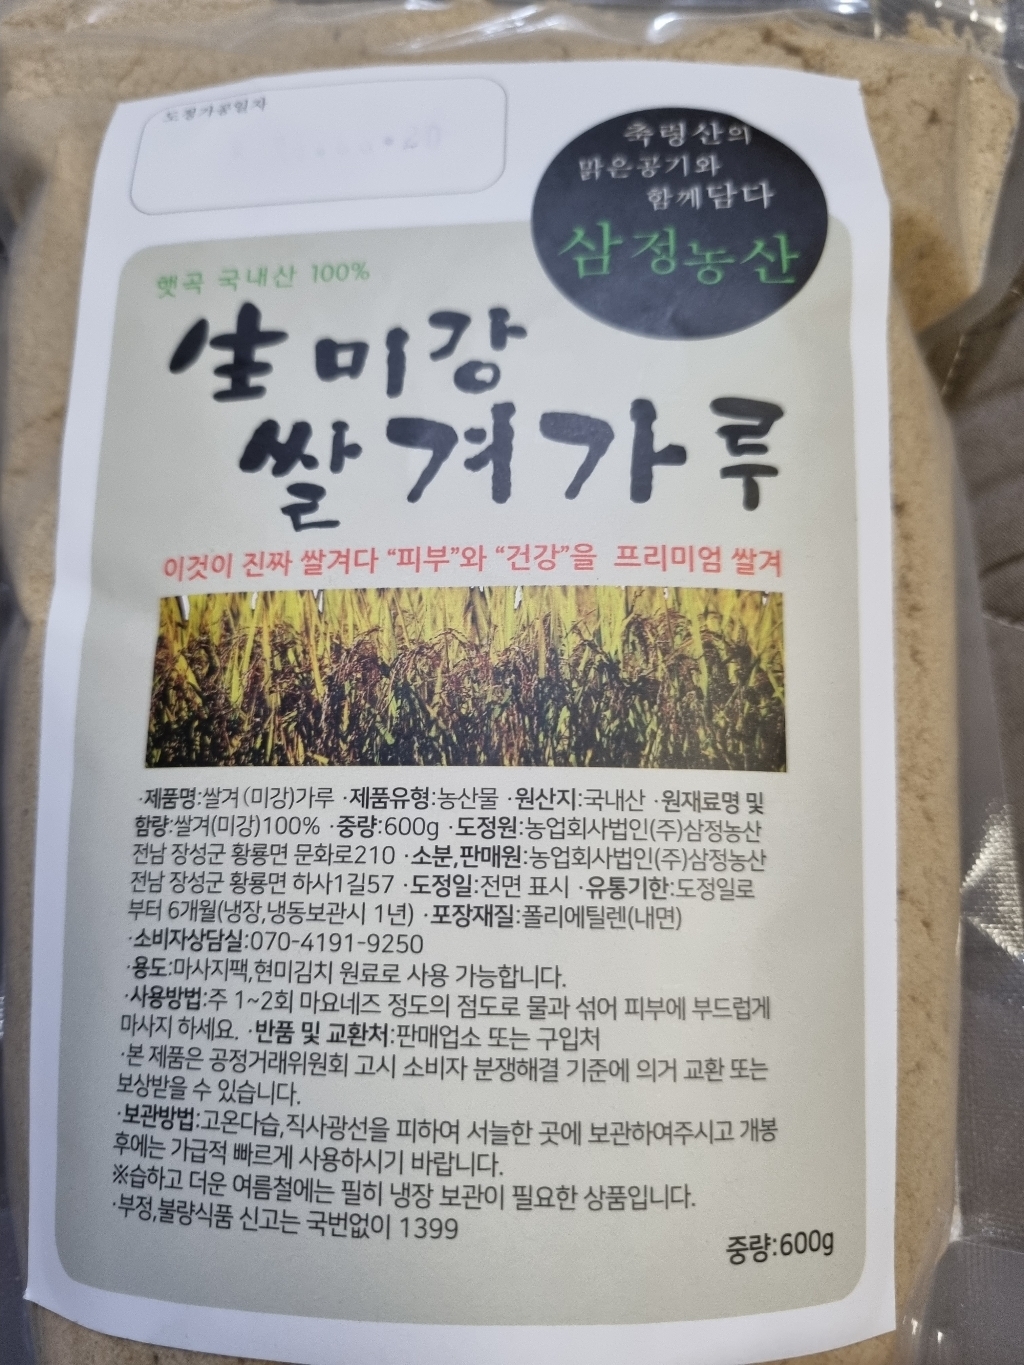 도정가공일자
축령산의
맑은공기와
함께담다
삼정농산
햇곡 국내산 100%
生미강
쌀겨가루
이것이 진짜 쌀겨다 “피부”와 “건강”을 프리미엄 쌀겨
·제품명:쌀겨(미강)가루 ·제품유형:농산물 ·원산지:국내산 ·원재료명 및
함량:쌀겨(미강)100% ·중량:600g ·도정원:농업회사법인(주)삼정농산
전남 장성군 황룡면 문화로210 ·소분,판매원:농업회사법인(주)삼정농산
전남 장성군 황룡면 하사1길57 ·도정일:전면 표시 ·유통기한:도정일로
부터 6개월(냉장,냉동보관시 1년) ·포장재질:폴리에틸렌(내면)
·소비자상담실:070-4191-9250
·용도:마사지팩,현미김치 원료로 사용 가능합니다.
·사용방법:주 1~2회 마요네즈 정도의 점도로 물과 섞어 피부에 부드럽게
마사지 하세요. ·반품 및 교환처:판매업소 또는 구입처
·본 제품은 공정거래위원회 고시 소비자 분쟁해결 기준에 의거 교환 또는
보상받을 수 있습니다.
·보관방법:고온다습,직사광선을 피하여 서늘한 곳에 보관하여주시고 개봉
후에는 가급적 빠르게 사용하시기 바랍니다.
※습하고 더운 여름철에는 필히 냉장 보관이 필요한 상품입니다.
·부정,불량식품 신고는 국번없이 1399
중량:600g